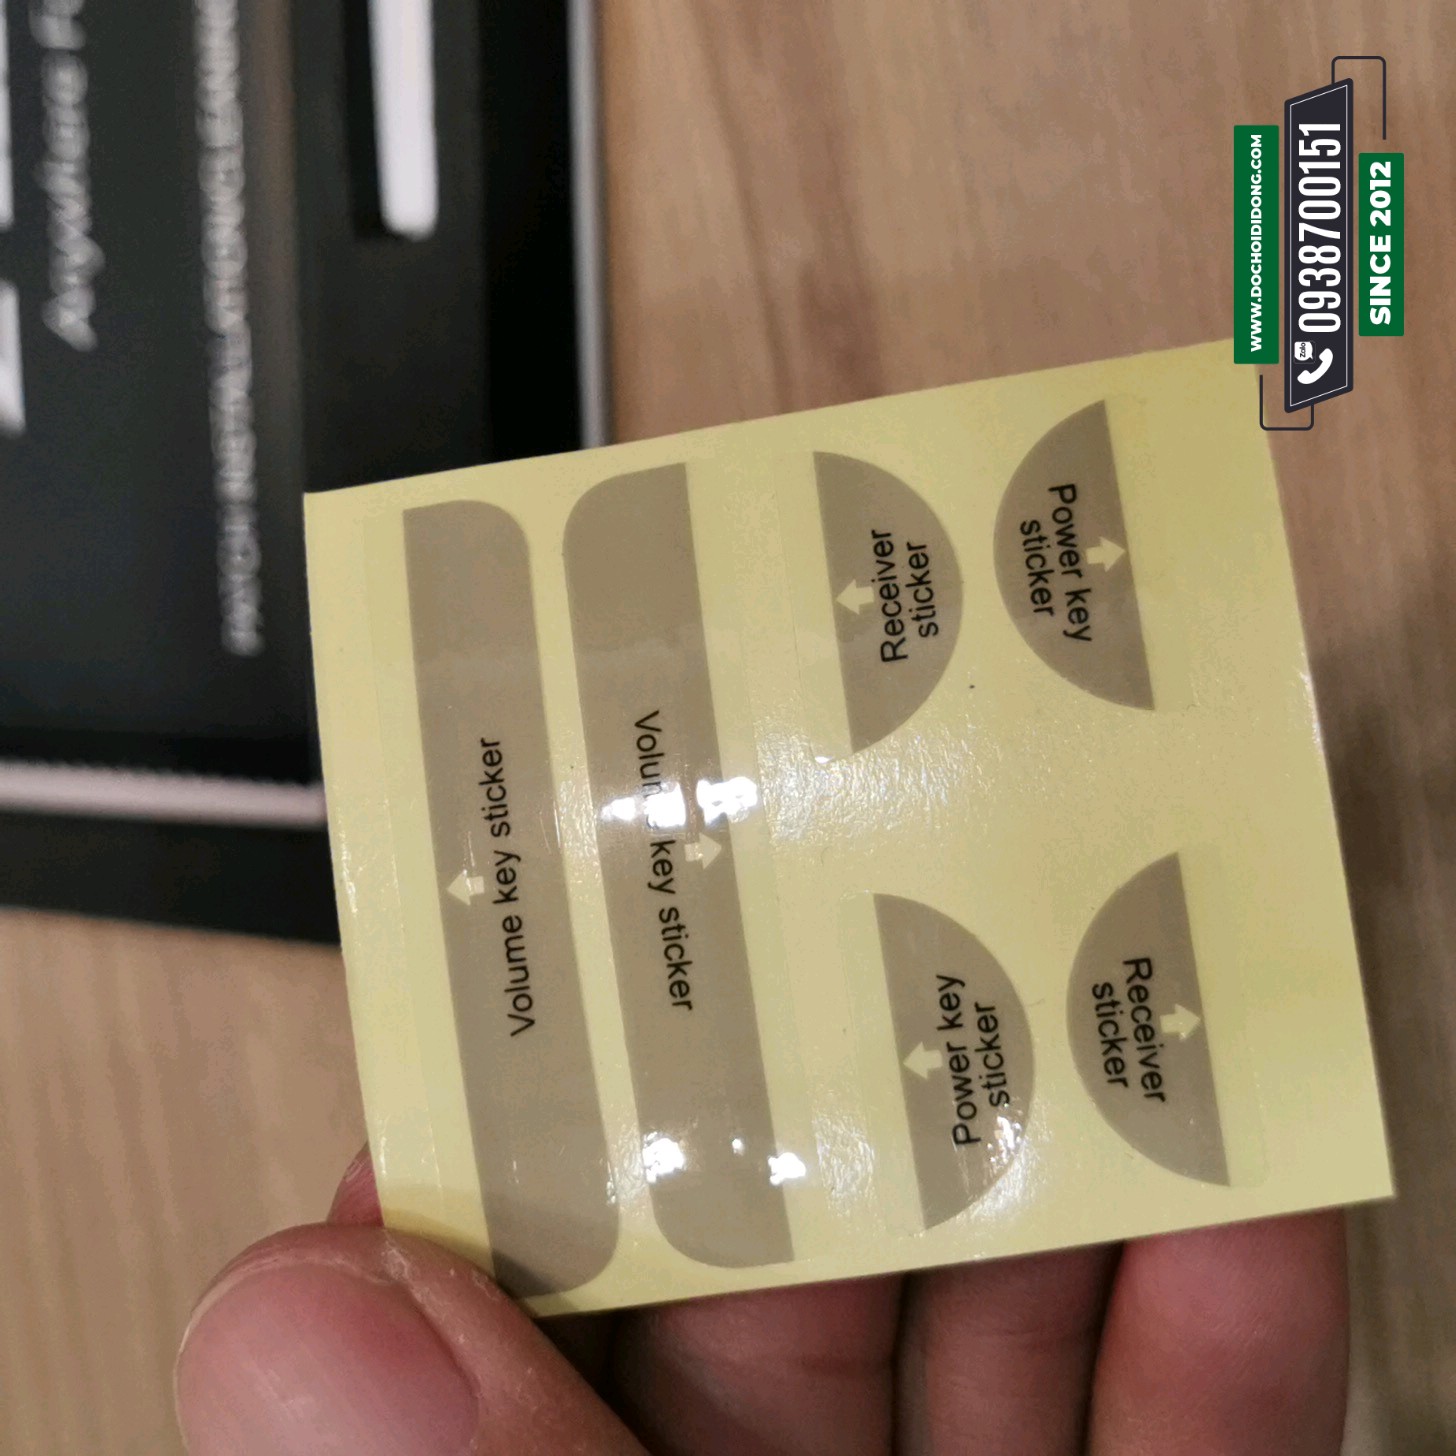 Volume key sticker
key sticker
Receiver
sticker
Power key
sticker
Power key
sticker
Receiver
sticker
WWW.DOCHOIDIDONG.COM
Zalo
0938700151
SINCE 2012